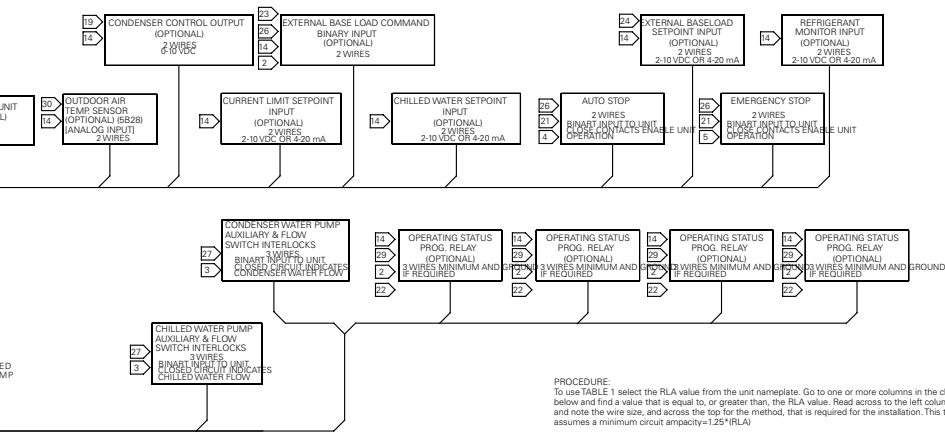 19
14
CONDENSER CONTROL OUTPUT
(OPTIONAL)
2 WIRES
0-10 VDC
23
26
14
2
EXTERNAL BASE LOAD COMMAND
BINARY INPUT
(OPTIONAL)
2 WIRES
24
14
EXTERNAL BASELOAD
SETPOINT INPUT
(OPTIONAL)
2 WIRES
2-10 VDC OR 4-20 mA
14
REFRIGERANT
MONITOR INPUT
(OPTIONAL)
2 WIRES
2-10 VDC OR 4-20 mA
UNIT
L)
30
14
OUTDOOR AIR
TEMP. SENSOR
(OPTIONAL) (5B28)
[ANALOG INPUT]
2 WIRES
14
CURRENT LIMIT SETPOINT
INPUT
(OPTIONAL)
2 WIRES
2-10 VDC OR 4-20 mA
14
CHILLED WATER SETPOINT
INPUT
(OPTIONAL)
2 WIRES
2-10 VDC OR 4-20 mA
26
21
4
AUTO STOP
2 WIRES
BINARY INPUT TO UNIT
CLOSE CONTACTS ENABLE UNIT
OPERATION
26
21
5
EMERGENCY STOP
2 WIRES
BINARY INPUT TO UNIT
CLOSE CONTACTS ENABLE UNIT
OPERATION
27
3
CONDENSER WATER PUMP
AUXILIARY & FLOW
SWITCH INTERLOCKS
3 WIRES
BINART INPUT TO UNIT
CLOSED CIRCUIT INDICATES
CONDENSER WATER FLOW
14
29
2
22
OPERATING STATUS
PROG. RELAY
(OPTIONAL)
3 WIRES MINIMUM AND GROUND
IF REQUIRED
14
29
2
22
OPERATING STATUS
PROG. RELAY
(OPTIONAL)
3 WIRES MINIMUM AND GROUND
IF REQUIRED
14
29
2
22
OPERATING STATUS
PROG. RELAY
(OPTIONAL)
3 WIRES MINIMUM AND GROUND
IF REQUIRED
14
29
2
22
OPERATING STATUS
PROG. RELAY
(OPTIONAL)
3 WIRES MINIMUM AND GROUND
IF REQUIRED
27
3
CHILLED WATER PUMP
AUXILIARY & FLOW
SWITCH INTERLOCKS
3 WIRES
BINART INPUT TO UNIT
CLOSED CIRCUIT INDICATES
CHILLED WATER FLOW
ED
MP
PROCEDURE:
To use TABLE 1 select the RLA value from the unit nameplate. Go to one or more columns in the c
below and find a value that is equal to, or greater than, the RLA value. Read across to the left colum
and note the wire size, and across the top for the method, that is required for the installation. This t
assumes a minimum circuit ampacity=1.25*(RLA)